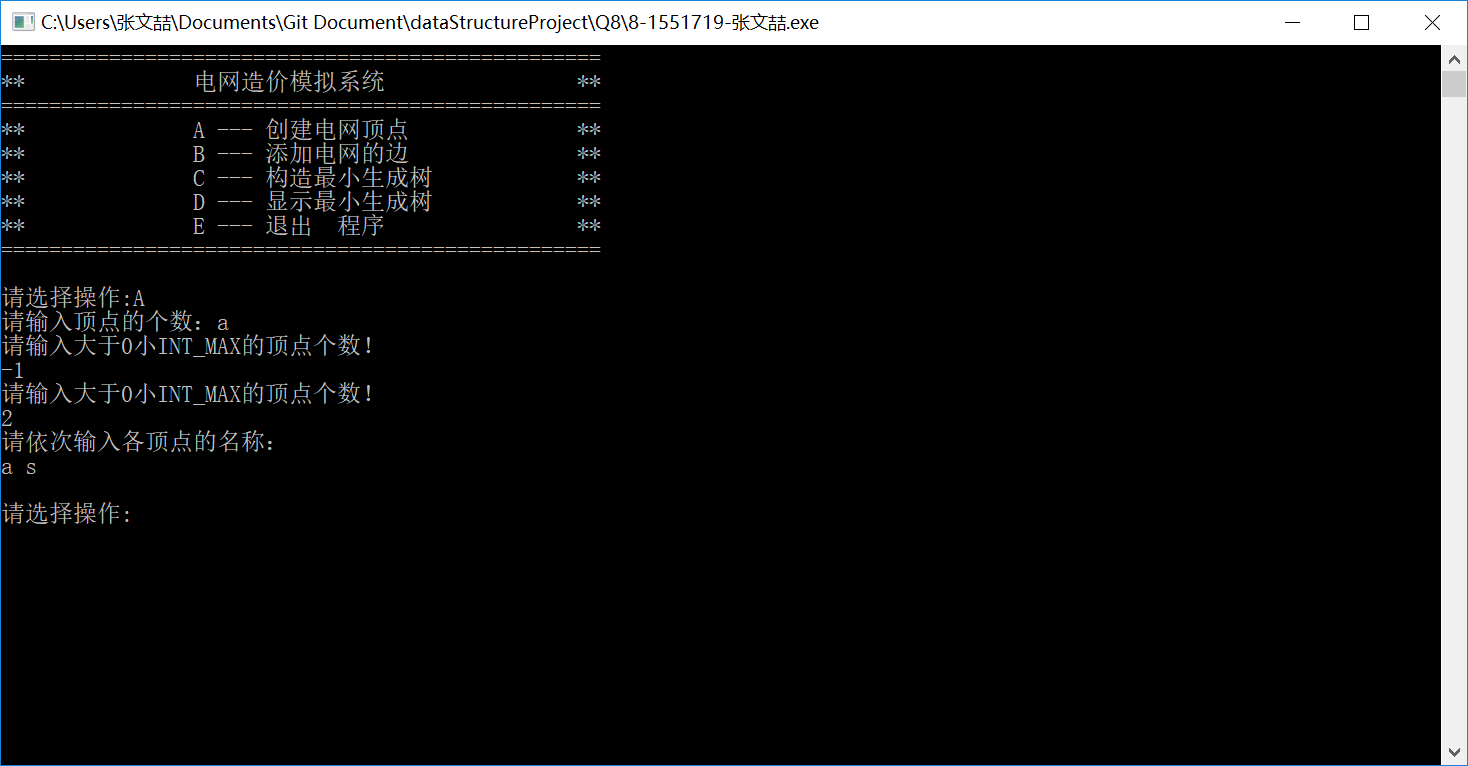 C:\Users\张文喆\Documents\Git Document\dataStructureProject\Q8\8-1551719-张文喆.exe
==================================================
**              电网造价模拟系统                **
==================================================
**              A --- 创建电网顶点              **
**              B --- 添加电网的边              **
**              C --- 构造最小生成树            **
**              D --- 显示最小生成树            **
**              E --- 退出  程序                **
==================================================
请选择操作:A
请输入顶点的个数: a
请输入大于0小INT_MAX的顶点个数!
-1
请输入大于0小INT_MAX的顶点个数!
2
请依次输入各顶点的名称:
a s
请选择操作: